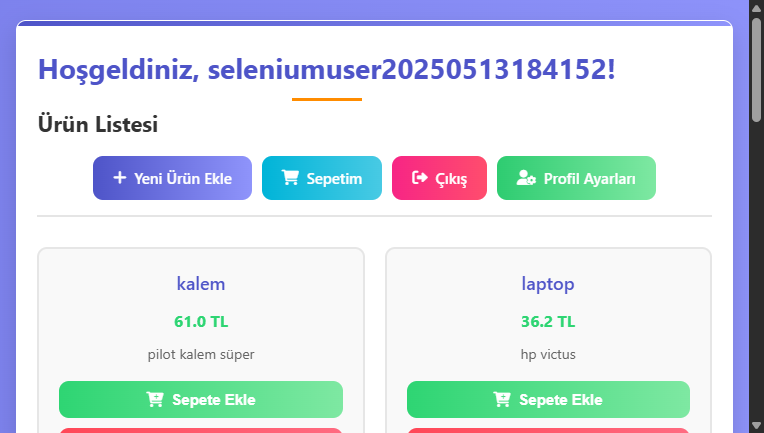 Hoşgeldiniz, seleniumuser20250513184152!
Ürün Listesi
Yeni Ürün Ekle Sepetim Çıkış Profil Ayarları
kalem
61.0 TL
pilot kalem süper
Sepete Ekle
laptop
36.2 TL
hp victus
Sepete Ekle